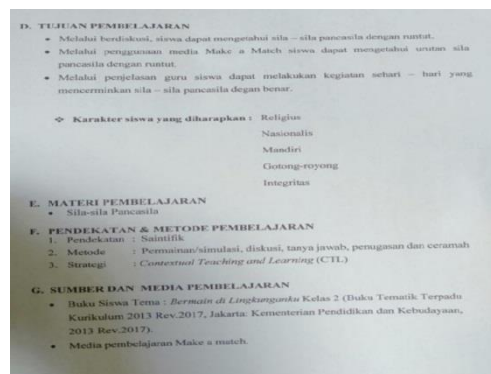 D. TUJUAN PEMBELAJARAN
• Melalui berdiskusi, siswa dapat mengetahui sila – sila pancasila dengan runtut.
• Melalui penggunaan media Make a Match siswa dapat mengetahui urutan sila
pancasila dengan runtut.
• Melalui penjelasan guru siswa dapat melakukan kegiatan sehari – hari yang
mencerminkan sila – sila pancasila degan benar.
❖ Karakter siswa yang diharapkan : Religius
Nasionalis
Mandiri
Gotong-royong
Integritas
E. MATERI PEMBELAJARAN
• Sila-sila Pancasila
F. PENDEKATAN & METODE PEMBELAJARAN
1. Pendekatan : Saintifik
2. Metode : Permainan/simulasi, diskusi, tanya jawab, penugasan dan ceramah
3. Strategi : Contextual Teaching and Learning (CTL)
G. SUMBER DAN MEDIA PEMBELAJARAN
• Buku Siswa Tema : Bermain di Lingkunganku Kelas 2 (Buku Tematik Terpadu
Kurikulum 2013 Rev.2017, Jakarta: Kementerian Pendidikan dan Kebudayaan,
2013 Rev.2017).
• Media pembelajaran Make a match.